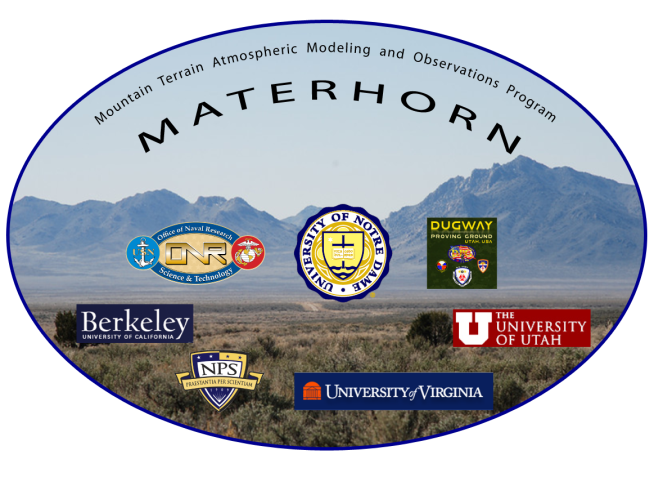 Mountain Terrain Atmospheric Modeling and Observations Program
MATERHORN
Office of Naval Research
ONR
Science & Technology
UNIVERSITY OF NOTRE DAME
DUGWAY
PROVING GROUND
UTAH, USA
Berkeley
UNIVERSITY OF CALIFORNIA
THE
UNIVERSITY
OF UTAH
NPS
PRAESTANTIA PER SCIENTIAM
UNIVERSITY of VIRGINIA